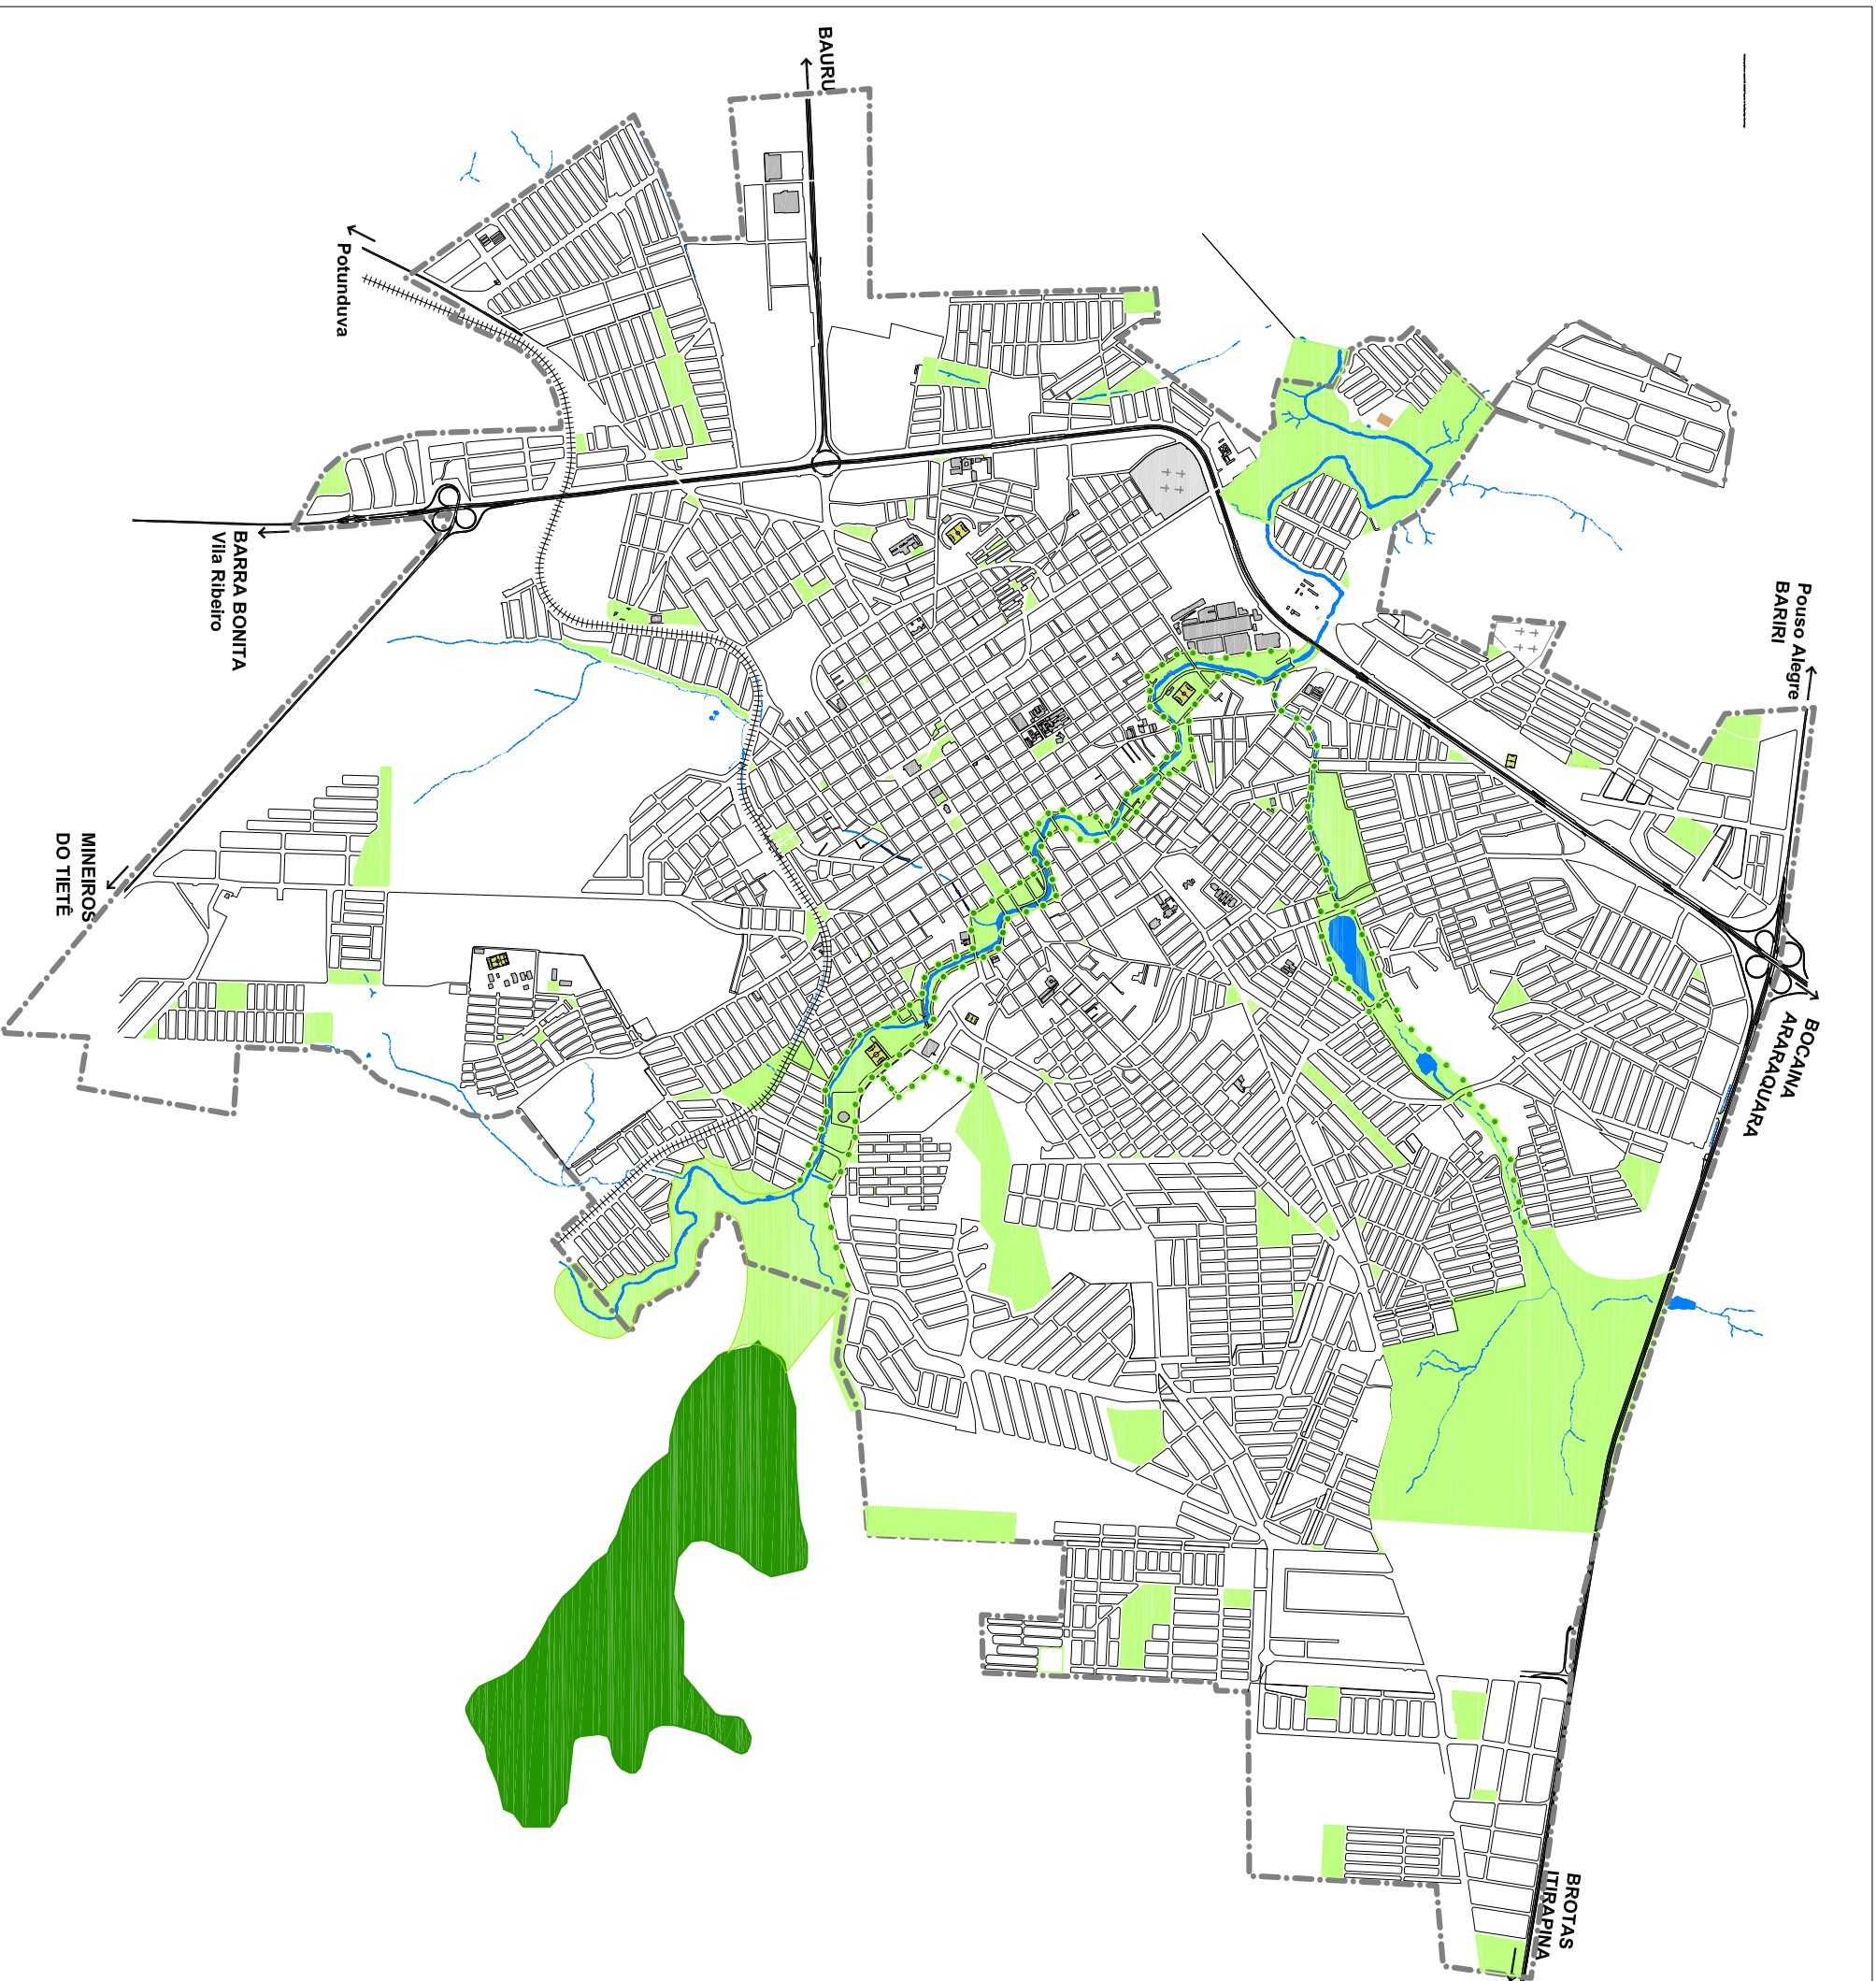 BAURU
Potunduva
Pouso Alegre
BARIRI
BARRA BONITA
Vila Ribeiro
MINEIROS
DO TIETÊ
BOCAINA
ARARAQUARA
BROTAS
ITIRAPINA